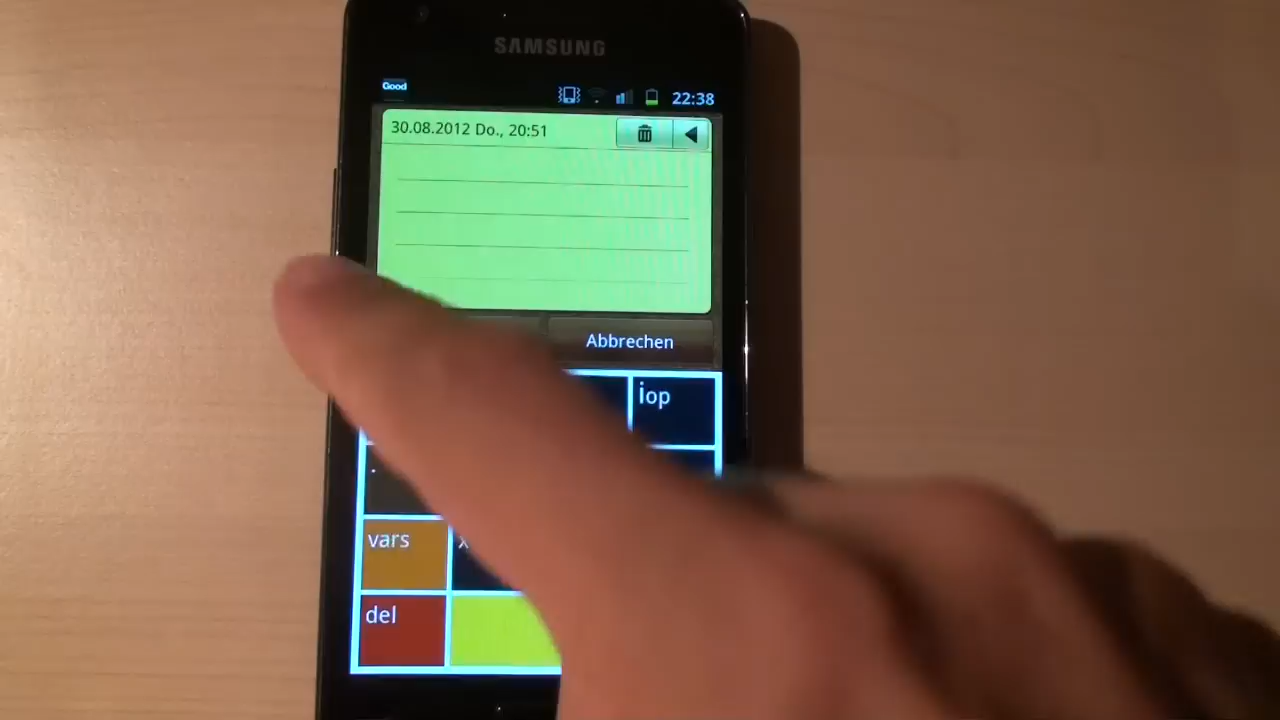 SAMSUNG
Good
22:38
30.08.2012 Do., 20:51
Abbrechen
iop
vars
x
del